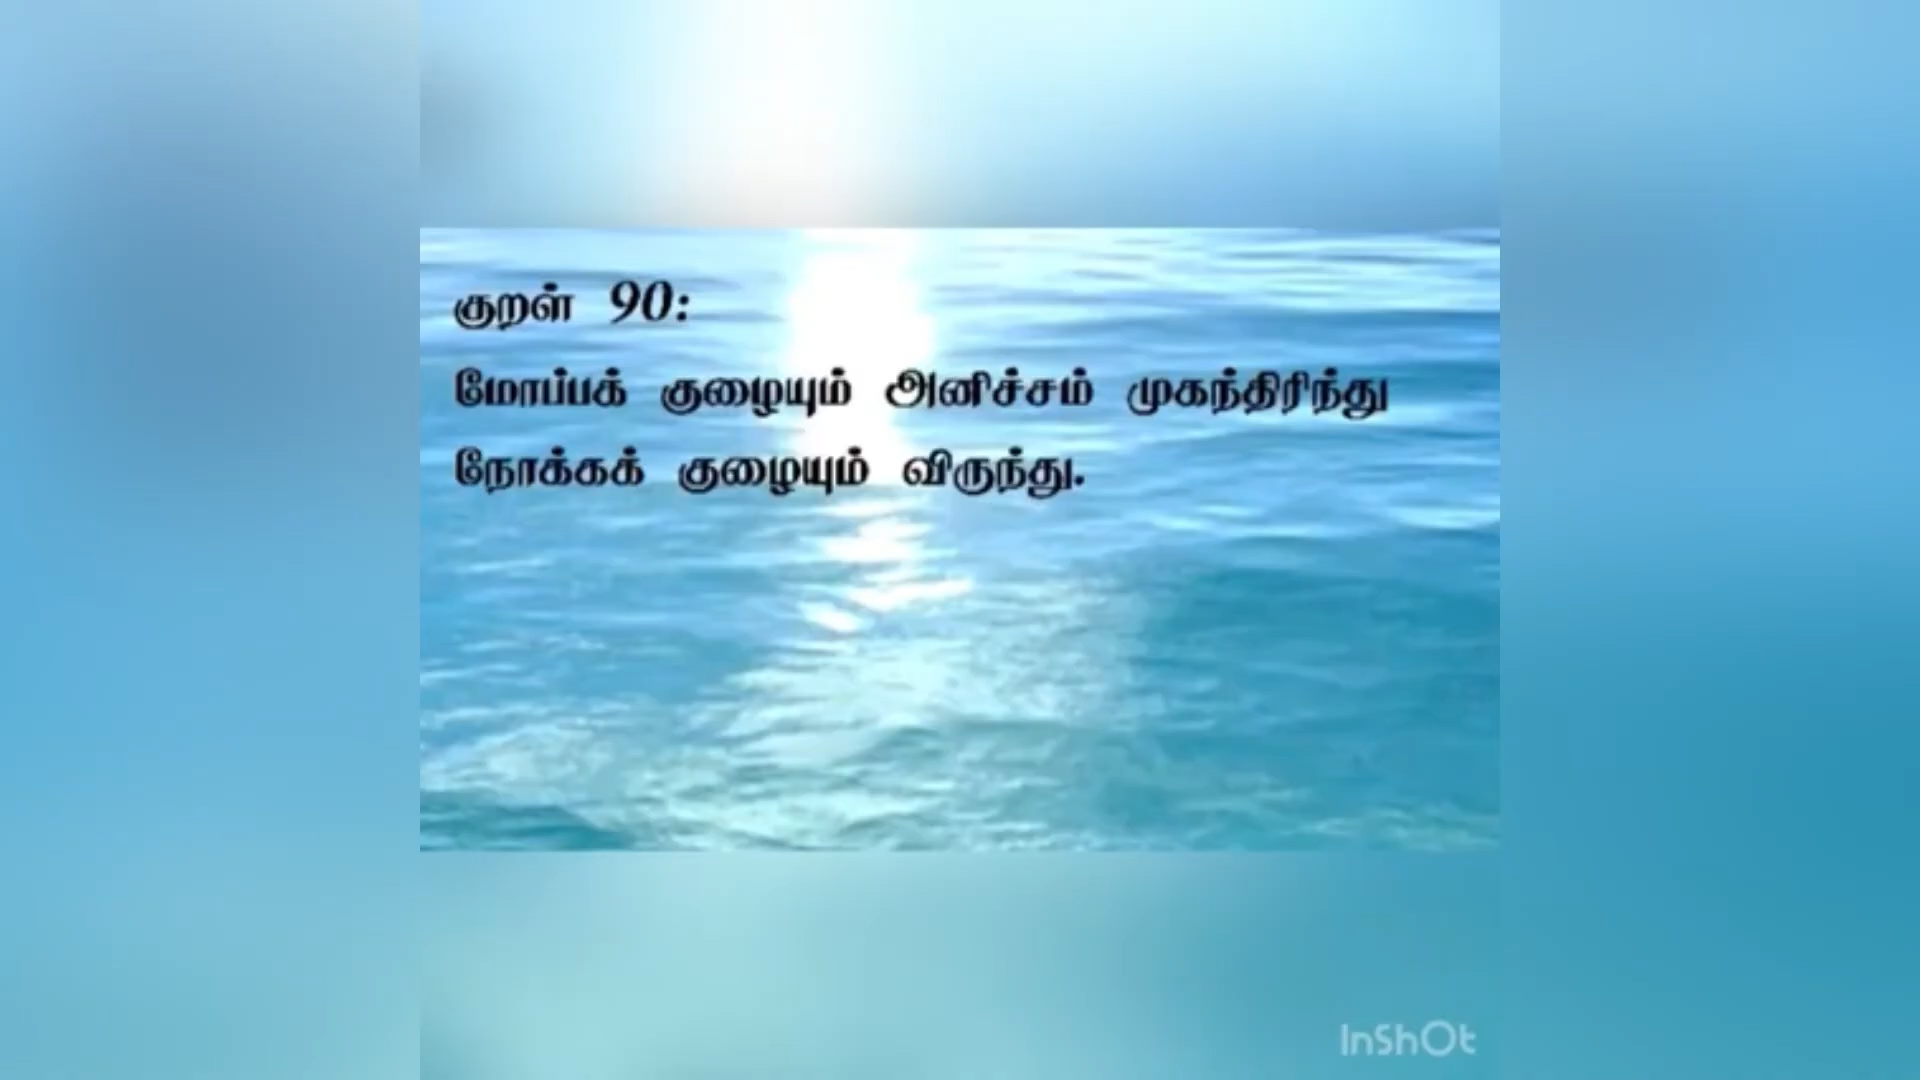 குறள் 90:
மோப்பக் குழையும் அனிச்சம் முகந்திரிந்து
நோக்கக் குழையும் விருந்து.
InShOt